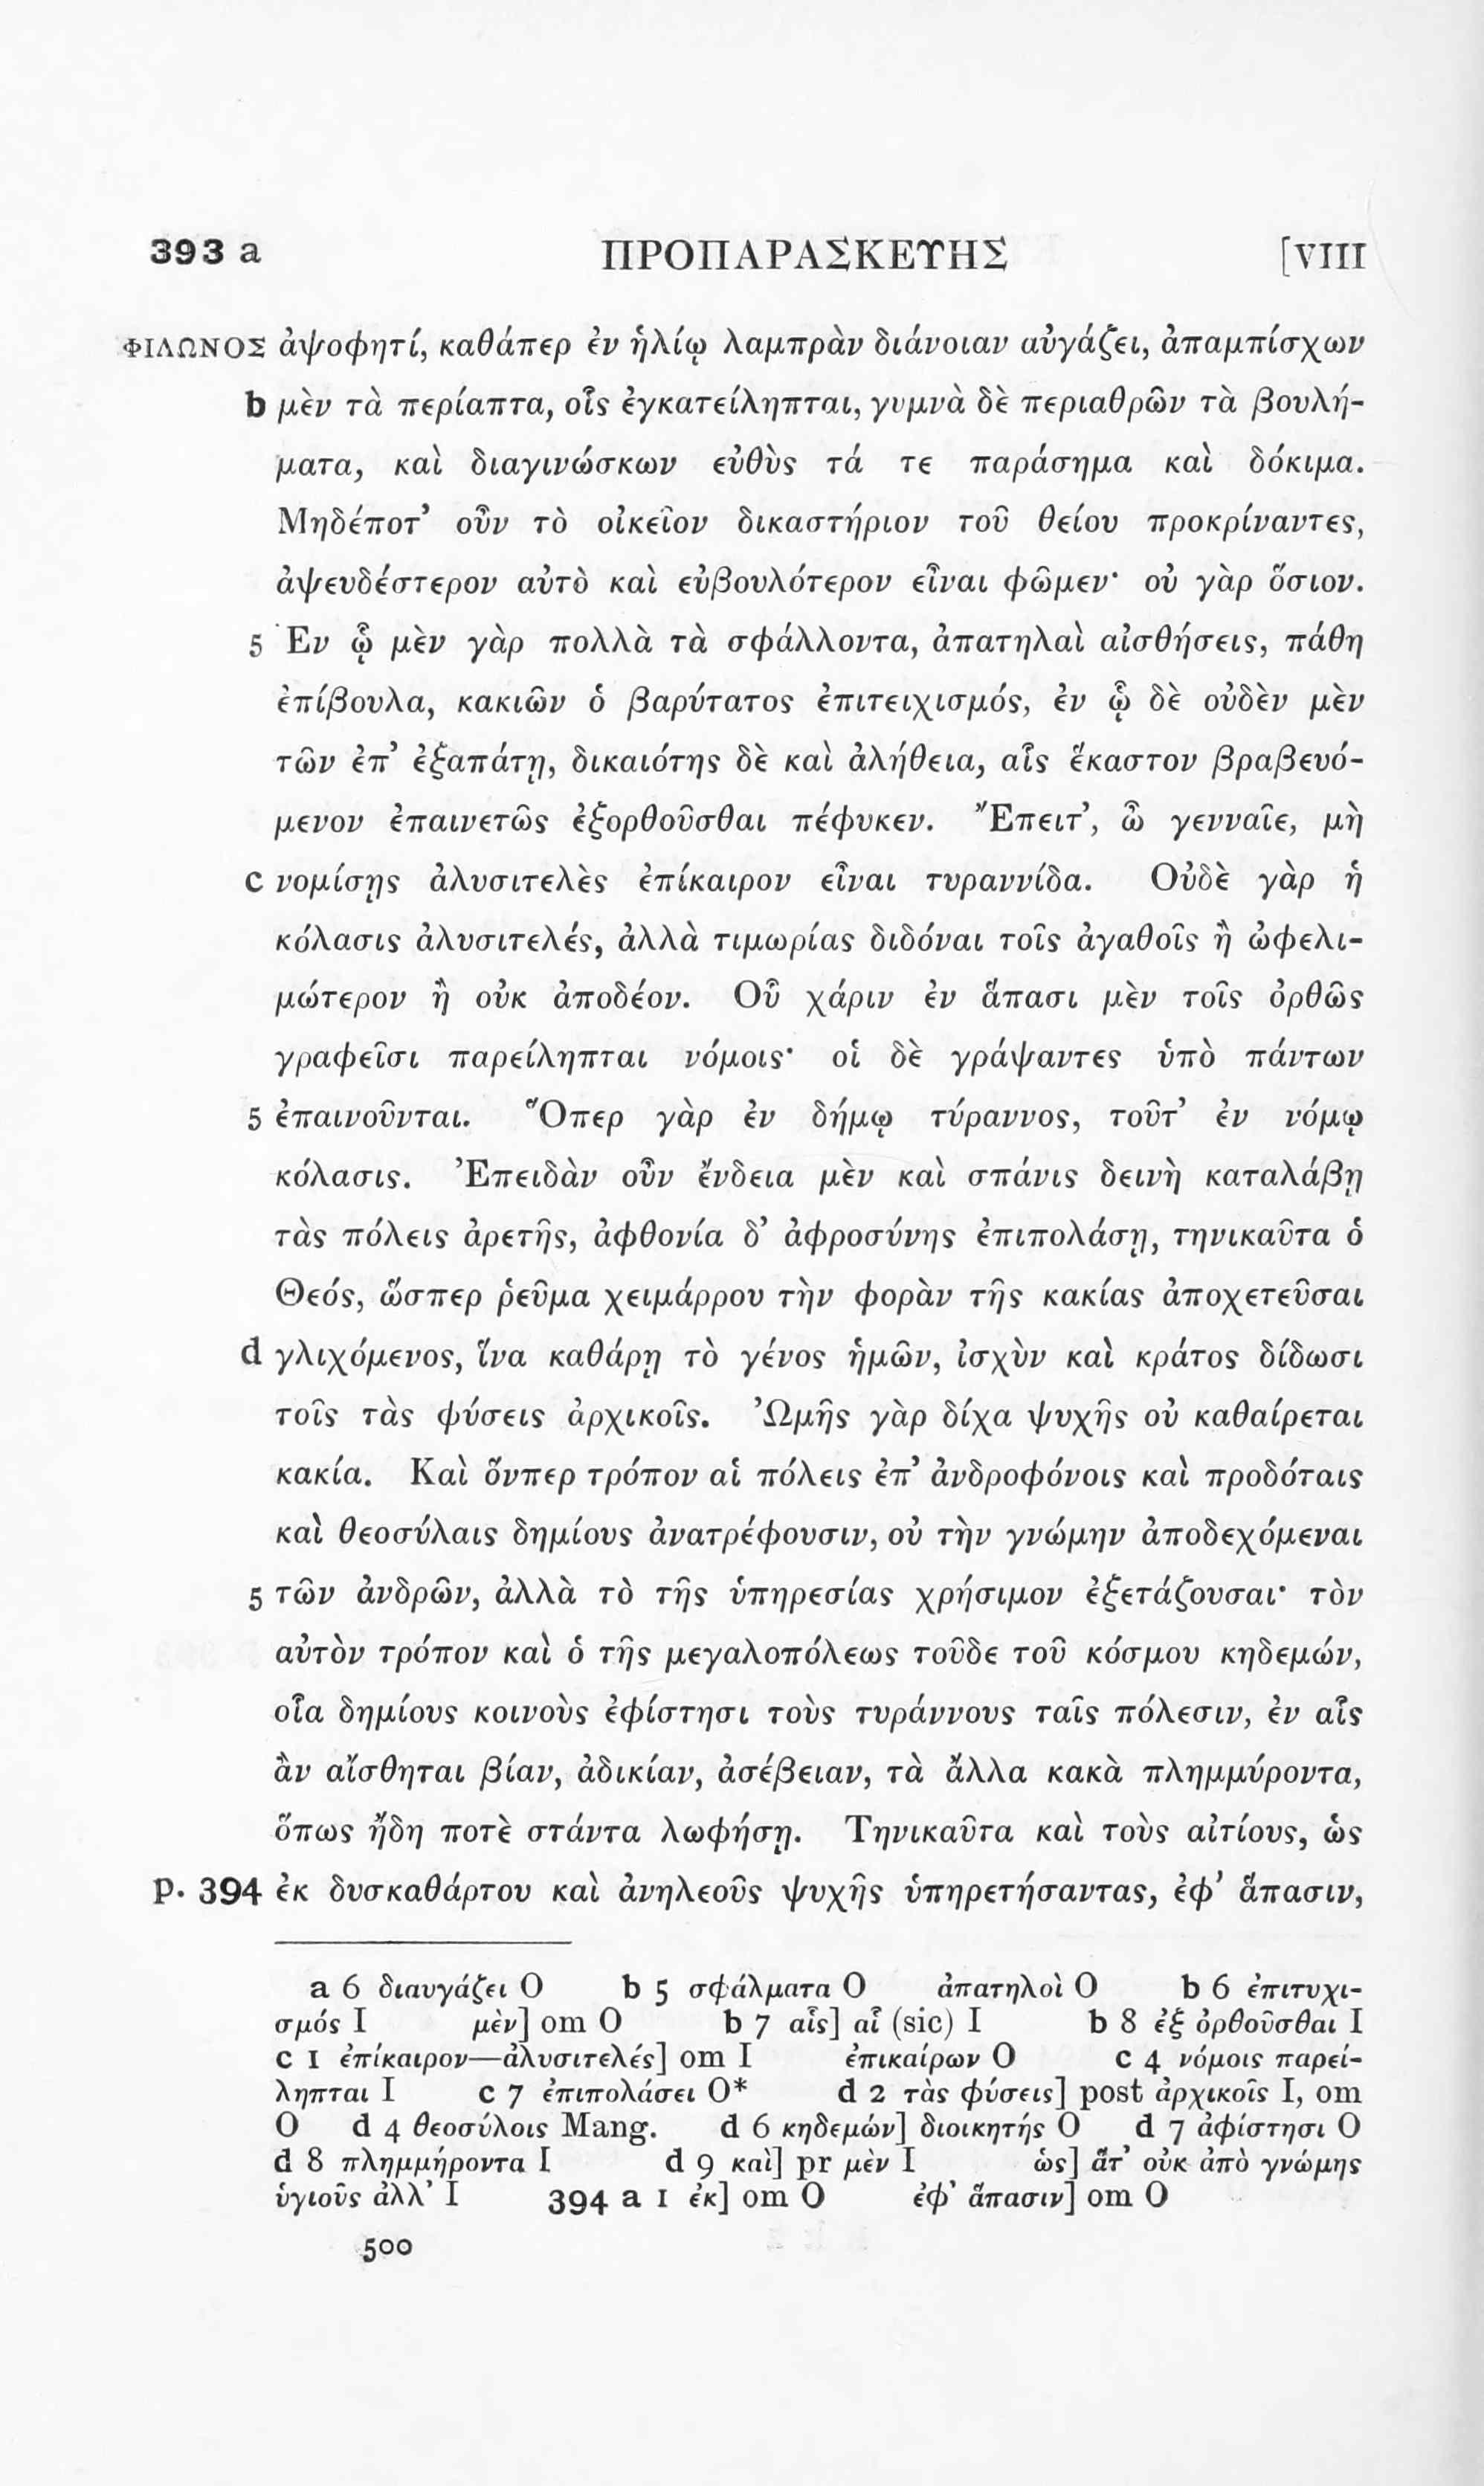 393 a ΠΡΟΠΑΡΑΣΚΕΥΗΣ [VIII
ΦΙΛΩΝΟΣ ἀψοφητί, καθάπερ ἐν ἡλίῳ λαμπρὰν διάνοιαν αὐγάζει, ἀπαμπίσχων
b μὲν τὰ περίαπτα, οἷς ἐγκατείληπται, γυμνὰ δὲ περιαθρῶν τὰ βουλή-
ματα, καὶ διαγινώσκων εὐθὺς τά τε παράσημα καὶ δόκιμα.
Μηδέποτ’ οὖν τὸ οἰκεῖον δικαστήριον τοῦ θείου προκρίναντες,
ἀψευδέστερον αὐτὸ καὶ εὐβουλότερον εἶναι φῶμεν· οὐ γὰρ ὅσιον.
5 Ἐν ᾧ μὲν γὰρ πολλὰ τὰ σφάλλοντα, ἀπατηλαὶ αἰσθήσεις, πάθη
ἐπίβουλα, κακιῶν ὁ βαρύτατος ἐπιτειχισμός, ἐν ᾧ δὲ οὐδὲν μὲν
τῶν ἐπ’ ἐξαπάτῃ, δικαιότης δὲ καὶ ἀλήθεια, αἷς ἕκαστον βραβευό-
μενον ἐπαινετῶς ἐξορθοῦσθαι πέφυκεν. Ἔπειτ’, ὦ γενναῖε, μὴ
c νομίσῃς ἀλυσιτελὲς ἐπίκαιρον εἶναι τυραννίδα. Οὐδὲ γὰρ ἡ
κόλασις ἀλυσιτελές, ἀλλὰ τιμωρίας διδόναι τοῖς ἀγαθοῖς ἢ ὠφελι-
μώτερον ἢ οὐκ ἀποδέον. Οὗ χάριν ἐν ἅπασι μὲν τοῖς ὀρθῶς
γραφεῖσι παρείληπται νόμοις· οἱ δὲ γράψαντες ὑπὸ πάντων
5 ἐπαινοῦνται. Ὅπερ γὰρ ἐν δήμῳ τύραννος, τοῦτ’ ἐν νόμῳ
κόλασις. Ἐπειδὰν οὖν ἔνδεια μὲν καὶ σπάνις δεινὴ καταλάβῃ
τὰς πόλεις ἀρετῆς, ἀφθονία δ’ ἀφροσύνης ἐπιπολάσῃ, τηνικαῦτα ὁ
Θεός, ὥσπερ ῥεῦμα χειμάρρου τὴν φορὰν τῆς κακίας ἀποχετεῦσαι
d γλιχόμενος, ἵνα καθάρῃ τὸ γένος ἡμῶν, ἰσχὺν καὶ κράτος δίδωσι
τοῖς τὰς φύσεις ἀρχικοῖς. Ὠμῆς γὰρ δίχα ψυχῆς οὐ καθαίρεται
κακία. Καὶ ὅνπερ τρόπον αἱ πόλεις ἐπ’ ἀνδροφόνοις καὶ προδόταις
καὶ θεοσύλαις δημίους ἀνατρέφουσιν, οὐ τὴν γνώμην ἀποδεχόμεναι
5 τῶν ἀνδρῶν, ἀλλὰ τὸ τῆς ὑπηρεσίας χρήσιμον ἐξετάζουσαι· τὸν
αὐτὸν τρόπον καὶ ὁ τῆς μεγαλοπόλεως τοῦδε τοῦ κόσμου κηδεμών,
οἷα δημίους κοινοὺς ἐφίστησι τοὺς τυράννους ταῖς πόλεσιν, ἐν αἷς
ἂν αἴσθηται βίαν, ἀδικίαν, ἀσέβειαν, τὰ ἄλλα κακὰ πλημμύροντα,
ὅπως ἤδη ποτὲ στάντα λωφήσῃ. Τηνικαῦτα καὶ τοὺς αἰτίους, ὡς
p. 394 ἐκ δυσκαθάρτου καὶ ἀνηλεοῦς ψυχῆς ὑπηρετήσαντας, ἐφ’ ἅπασιν,
a 6 διαυγάζει O b 5 σφάλματα O ἀπατηλοὶ O b 6 ἐπιτυχι-
σμός I μὲν] om O b 7 αἷς] αἷ (sic) I b 8 ἐξ ὀρθοῦσθαι I
c 1 ἐπίκαιρον—ἀλυσιτελές] om I ἐπικαίρων O c 4 νόμοις παρεί-
ληπται I c 7 ἐπιπολάσει O* d 2 τὰς φύσεις] post ἀρχικοῖς I, om
O d 4 θεοσύλοις Mang. d 6 κηδεμών] διοικητής O d 7 ἀφίστησι O
d 8 πλημμήροντα I d 9 καὶ] pr μὲν I ὡς] ἅτ’ οὐκ ἀπὸ γνώμης
ὑγιοῦς ἀλλ’ I 394 a 1 ἐκ] om O ἐφ’ ἅπασιν] om O
500